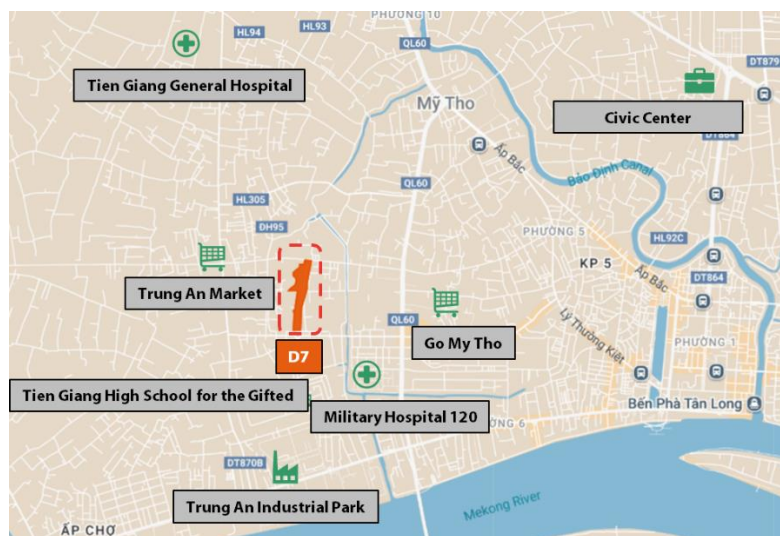 PHƯỜNG 10
HL94
HL93
QL60
DT879
Tien Giang General Hospital
Mỹ Tho
Civic Center
DT864
Ấp Bắc
Bảo Định Canal
QL60
HL305
DH95
PHƯỜNG 5
HL92C
KP 5
Ấp Bắc
DT864
Trung An Market
Lý Thường Kiệt
QL60
Go My Tho
PHƯỜNG 1
D7
Tien Giang High School for the Gifted
Military Hospital 120
Bến Phà Tân Long
ƯỜNG 6
DT870B
Trung An Industrial Park
Mekong River
ẤP CHỢ